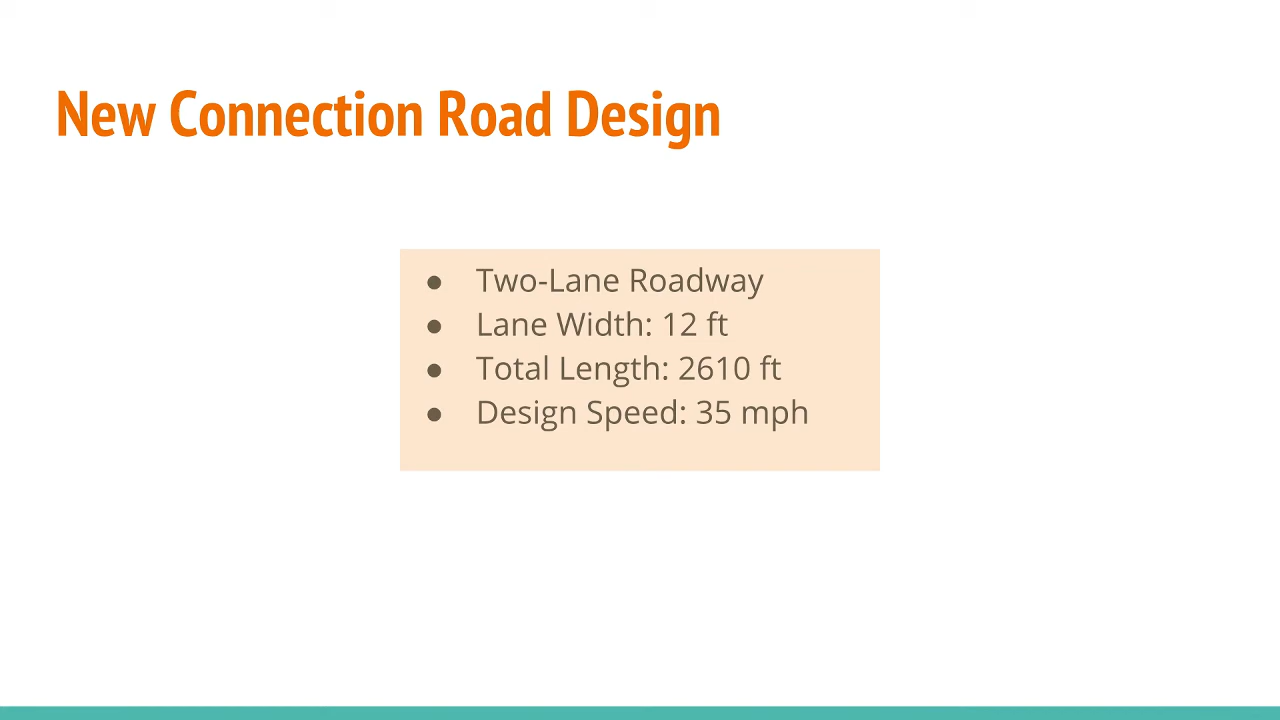 New Connection Road Design
● Two-Lane Roadway
● Lane Width: 12 ft
● Total Length: 2610 ft
● Design Speed: 35 mph